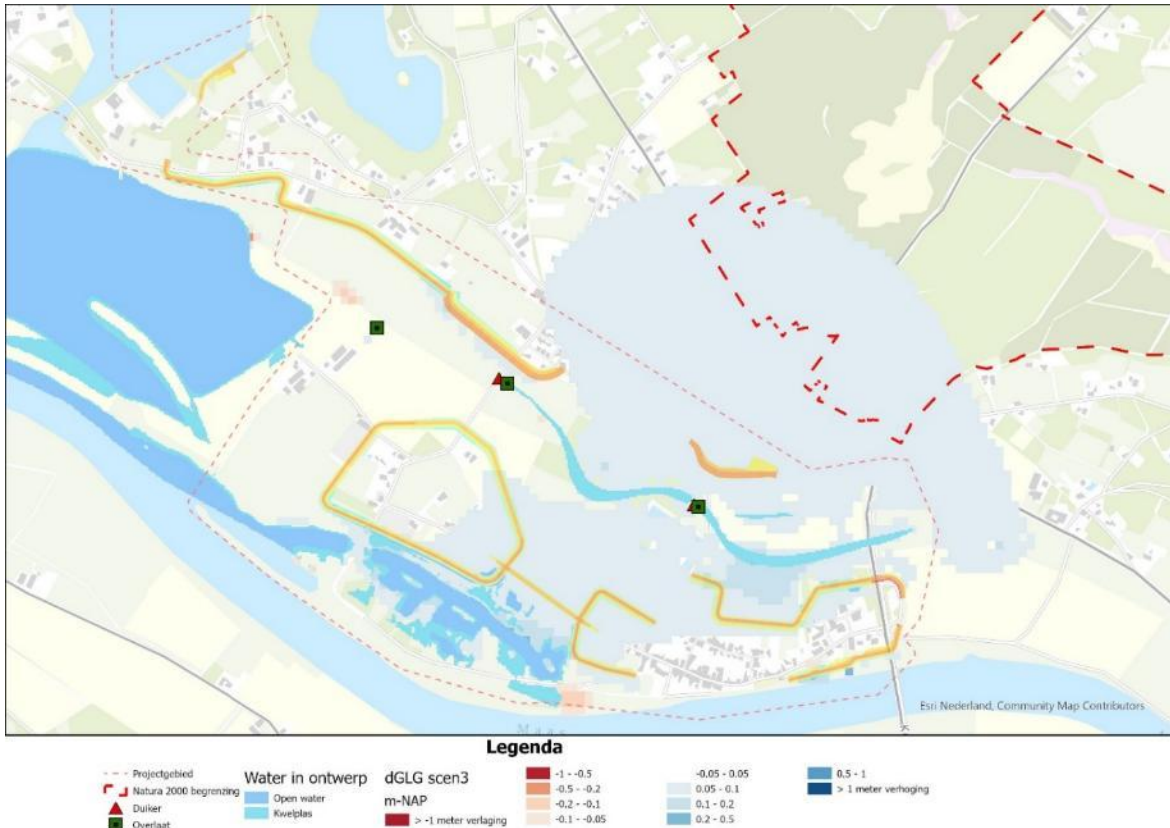 Maas
Esri Nederland, Community Map Contributors
Legenda
Projectgebied
Natura 2000 begrenzing
Duiker
Overlaat
Water in ontwerp
Open water
Kwelplas
dGLG scen3
m-NAP
> -1 meter verlaging
-1 - -0.5
-0.5 - -0.2
-0.2 - -0.1
-0.1 - -0.05
-0.05 - 0.05
0.05 - 0.1
0.1 - 0.2
0.2 - 0.5
0.5 - 1
> 1 meter verhoging